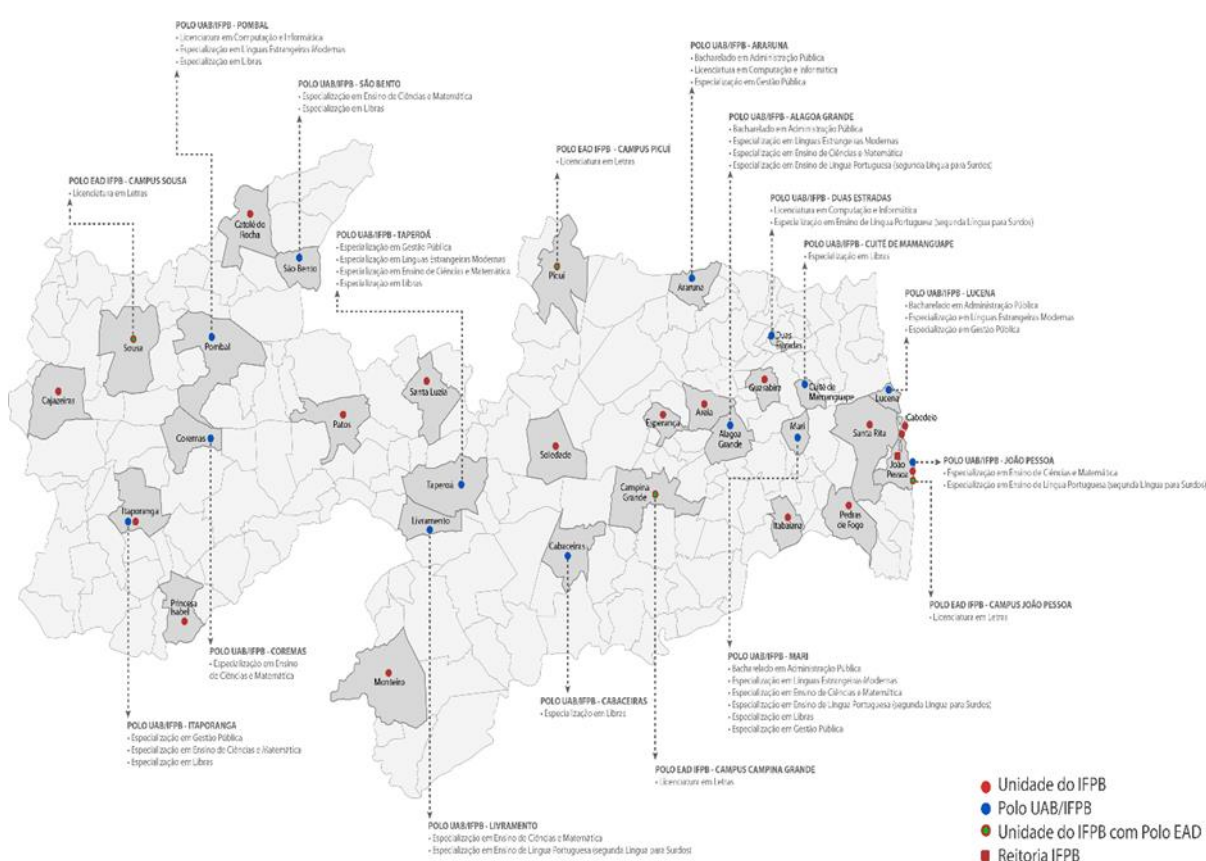 POLO UAB/IFPB - POMBAL
• Licenciatura em Computação e Informática
• Especialização em Línguas Estrangeiras Modernas
• Especialização em Libras
POLO UAB/IFPB - SÃO BENTO
• Especialização em Ensino de Ciências e Matemática
• Especialização em Libras
POLO EAD IFPB - CAMPUS SOUSA
• Licenciatura em Letras
POLO UAB/IFPB - TAPEROÁ
• Especialização em Gestão Pública
• Especialização em Línguas Estrangeiras Modernas
• Especialização em Ensino de Ciências e Matemática
• Especialização em Libras
POLO EAD IFPB - CAMPUS PICUÍ
• Licenciatura em Letras
POLO UAB/IFPB - ARARUNA
• Bacharelado em Administração Pública
• Licenciatura em Computação e Informática
• Especialização em Gestão Pública
POLO UAB/IFPB - ALAGOA GRANDE
• Bacharelado em Administração Pública
• Especialização em Línguas Estrangeiras Modernas
• Especialização em Ensino de Ciências e Matemática
• Especialização em Ensino de Língua Portuguesa (segunda Língua para Surdos)
POLO UAB/IFPB - DUAS ESTRADAS
• Licenciatura em Computação e Informática
• Especialização em Ensino de Língua Portuguesa (segunda Língua para Surdos)
POLO UAB/IFPB - CUITÉ DE MAMANGUAPE
• Especialização em Libras
POLO UAB/IFPB - LUCENA
• Bacharelado em Administração Pública
• Especialização em Línguas Estrangeiras Modernas
• Especialização em Gestão Pública
Catolé do
Rocha
São Bento
Picuí
Araruna
Sousa
Pombal
Duas
Estradas
Cajazeiras
Santa Luzia
Guarabira
Cuité de
Mamanguape
Lucena
Patos
Esperança
Areia
Cabedelo
Coremas
Soledade
Alagoa
Grande
Mari
Santa Rita
João
Pessoa
Taperoá
Campina
Grande
Itaporanga
Livramento
Itabaiana
Pedras
de Fogo
Cabaceiras
Princesa
Isabel
Monteiro
POLO UAB/IFPB - JOÃO PESSOA
• Especialização em Ensino de Ciências e Matemática
• Especialização em Ensino de Língua Portuguesa (segunda Língua para Surdos)
POLO EAD IFPB - CAMPUS JOÃO PESSOA
• Licenciatura em Letras
POLO UAB/IFPB - COREMAS
• Especialização em Ensino
de Ciências e Matemática
POLO UAB/IFPB - MARI
• Bacharelado em Administração Pública
• Especialização em Línguas Estrangeiras Modernas
• Especialização em Ensino de Ciências e Matemática
• Especialização em Ensino de Língua Portuguesa (segunda Língua para Surdos)
• Especialização em Libras
• Especialização em Gestão Pública
POLO UAB/IFPB - CABACEIRAS
• Especialização em Libras
POLO UAB/IFPB - ITAPORANGA
• Especialização em Gestão Pública
• Especialização em Ensino de Ciências e Matemática
• Especialização em Libras
POLO EAD IFPB - CAMPUS CAMPINA GRANDE
• Licenciatura em Letras
POLO UAB/IFPB - LIVRAMENTO
• Especialização em Ensino de Ciências e Matemática
• Especialização em Ensino de Língua Portuguesa (segunda Língua para Surdos)
Unidade do IFPB
Polo UAB/IFPB
Unidade do IFPB com Polo EAD
Reitoria IFPB